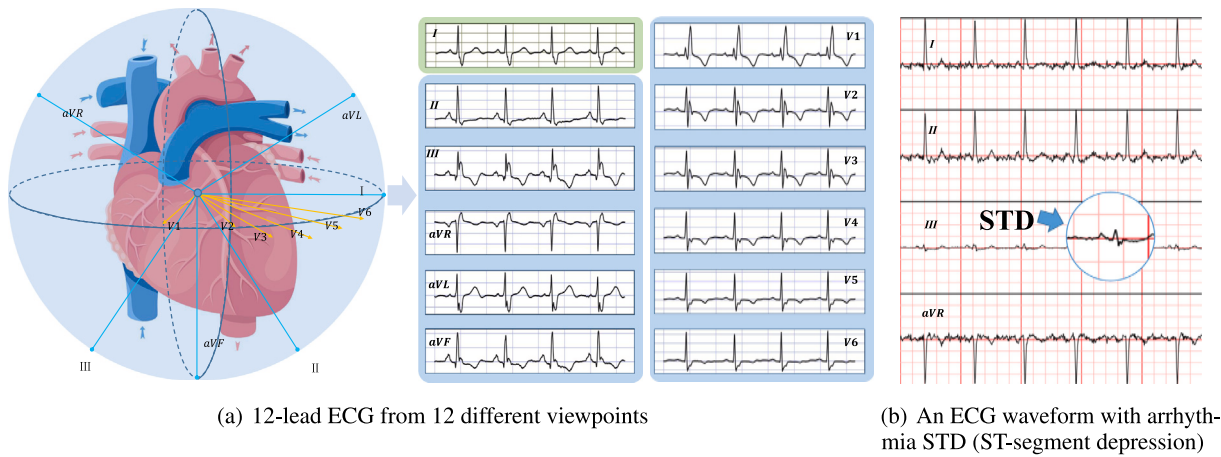 aVR
aVL
I
V6
V1
V2
V3
V4
V5
aVF
III
II
I
II
III
aVR
aVL
aVF
V1
V2
V3
V4
V5
V6
I
II
STD
III
aVR
(a) 12-lead ECG from 12 different viewpoints
(b) An ECG waveform with arrhyth-
mia STD (ST-segment depression)